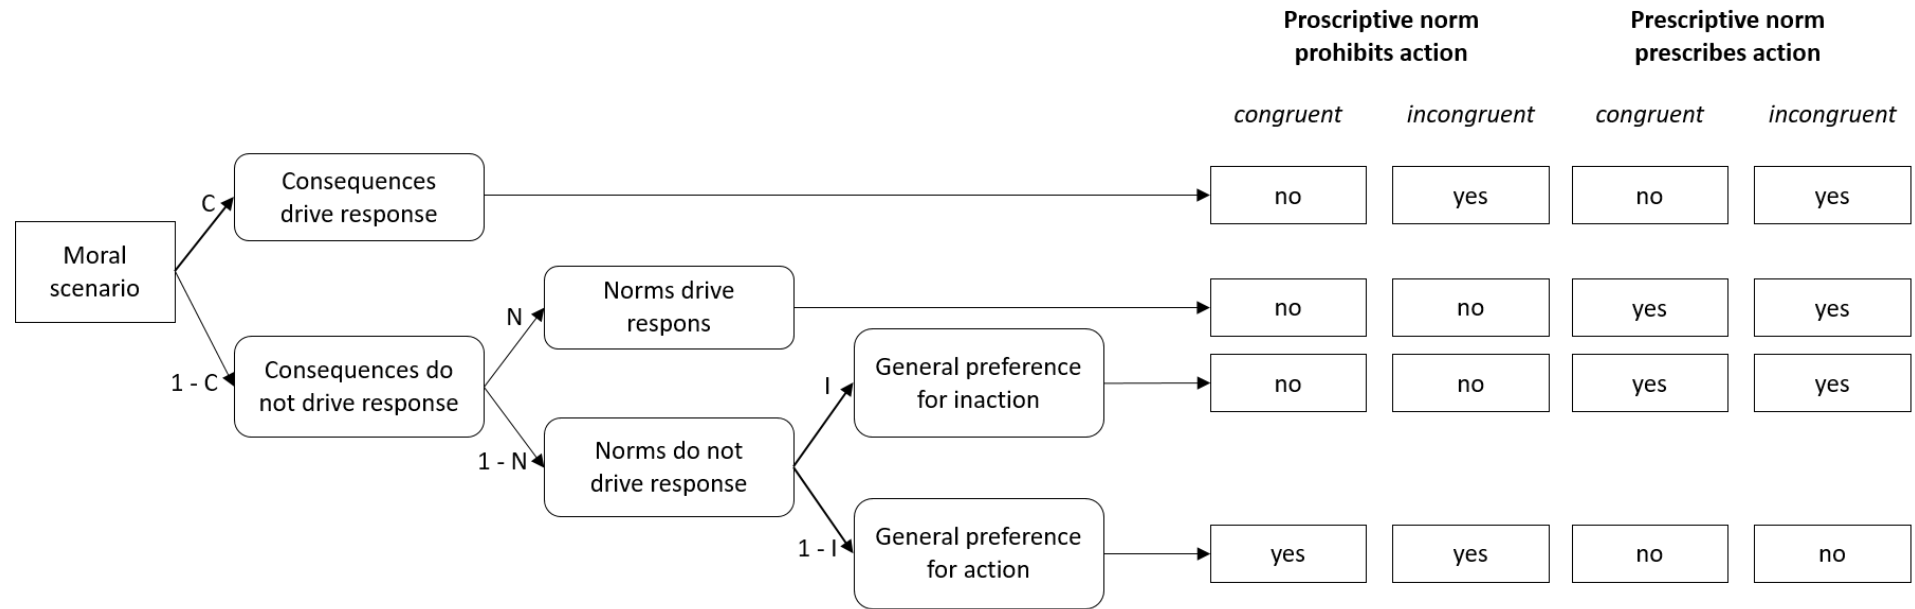 Proscriptive norm
prohibits action
Prescriptive norm
prescribes action
congruent
incongruent
congruent
incongruent
Moral
scenario
C
Consequences
drive response
no
yes
no
yes
1 - C
Consequences do
not drive response
N
Norms drive
respons
no
no
yes
yes
1 - N
Norms do not
drive response
I
General preference
for inaction
no
no
yes
yes
1 - I
General preference
for action
yes
yes
no
no